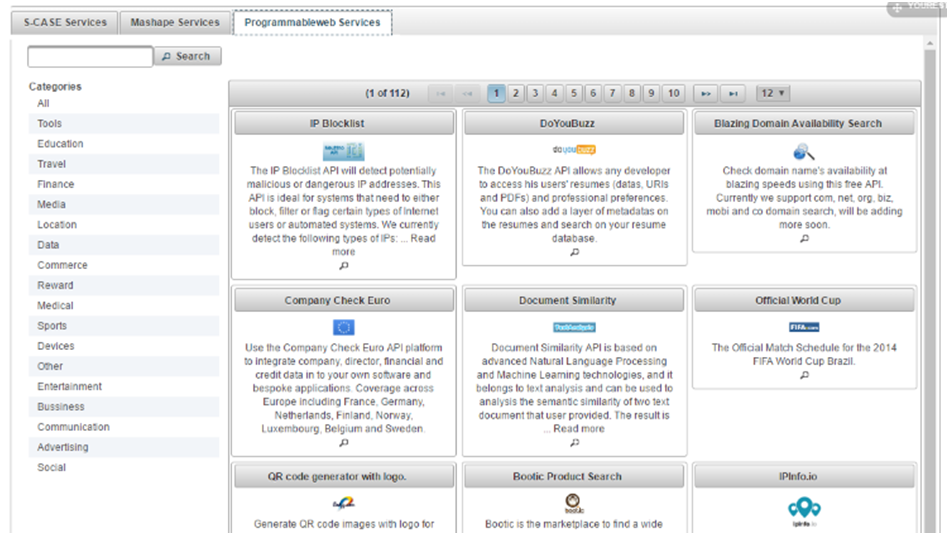 YOURE
S-CASE Services Mashape Services Programmableweb Services
Search
Categories
All
Tools
Education
Travel
Finance
Media
Location
Data
Commerce
Reward
Medical
Sports
Devices
Other
Entertainment
Bussiness
Communication
Advertising
Social
(1 of 112) 1 2 3 4 5 6 7 8 9 10 12
IP Blocklist
The IP Blocklist API will detect potentially
malicious or dangerous IP addresses. This
API is ideal for systems that need to either
block, filter or flag certain types of Internet
users or automated systems. We currently
detect the following types of IPs: ... Read
more
DoYouBuzz
doyoubuzz
The DoYouBuzz API allows any developer
to access his users' resumes (datas, URIs
and PDFs) and professional preferences.
You can also add a layer of metadatas on
the resumes and search on your resume
database.
Blazing Domain Availability Search
Check domain name's availability at
blazing speeds using this free API.
Currently we support com, net, org, biz,
mobi and co domain search, will be adding
more soon.
Company Check Euro
Use the Company Check Euro API platform
to integrate company, director, financial and
credit data in to your own software and
bespoke applications. Coverage across
Europe including France, Germany,
Netherlands, Finland, Norway,
Luxembourg, Belgium and Sweden.
Document Similarity
Document Similarity API is based on
advanced Natural Language Processing
and Machine Learning technologies, and it
belongs to text analysis and can be used to
analysis the semantic similarity of two text
document that user provided. The result is
... Read more
Official World Cup
FIFA.com
The Official Match Schedule for the 2014
FIFA World Cup Brazil.
QR code generator with logo.
Generate QR code images with logo for
Bootic Product Search
bootic
Bootic is the marketplace to find a wide
IPInfo.io
ipinfo.io